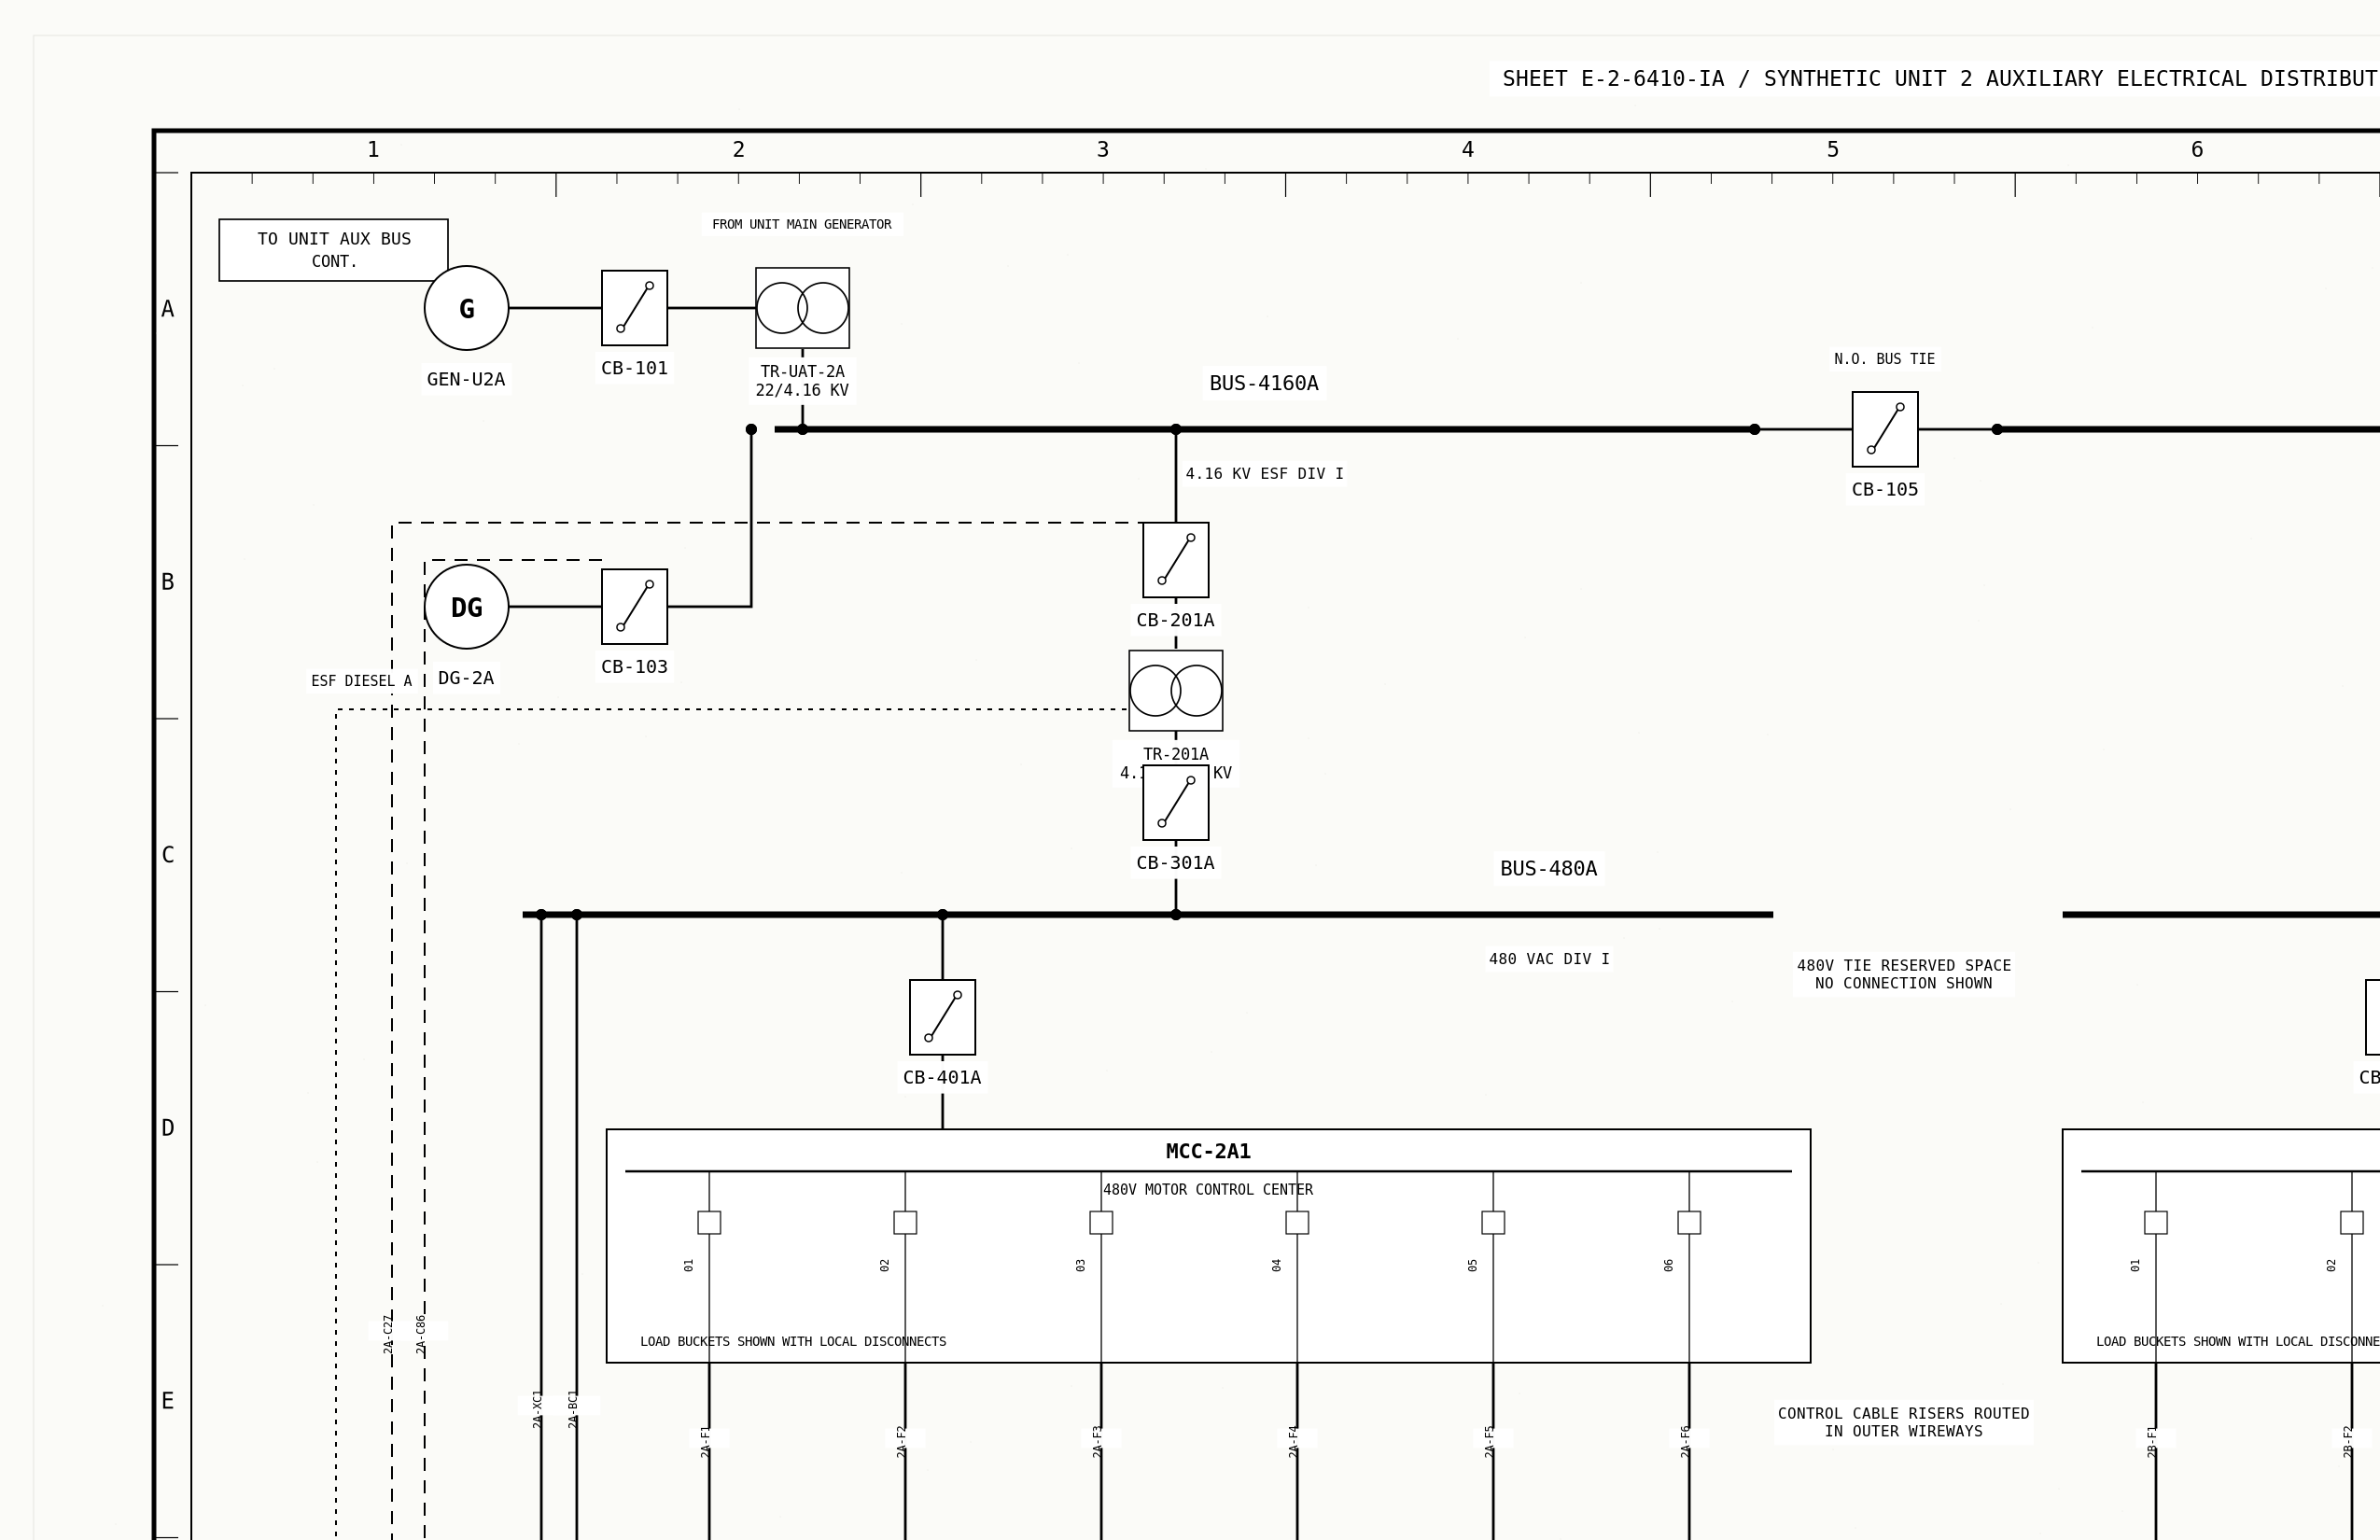 SHEET E-2-6410-IA / SYNTHETIC UNIT 2 AUXILIARY ELECTRICAL DISTRIBUT
1 2 3 4 5 6
TO UNIT AUX BUS
CONT.
FROM UNIT MAIN GENERATOR
A
G
GEN-U2A
CB-101
TR-UAT-2A
22/4.16 KV
BUS-4160A
N.O. BUS TIE
CB-105
4.16 KV ESF DIV I
B
DG
DG-2A
ESF DIESEL A
CB-103
CB-201A
TR-201A
KV
C
CB-301A
BUS-480A
480 VAC DIV I
480V TIE RESERVED SPACE
NO CONNECTION SHOWN
CB-401A
CB
D
MCC-2A1
480V MOTOR CONTROL CENTER
01 02 03 04 05 06
LOAD BUCKETS SHOWN WITH LOCAL DISCONNECTS
01 02
LOAD BUCKETS SHOWN WITH LOCAL DISCONNE
2A-C27
2A-C86
E
2A-XC1
2A-BC1
2A-F1
2A-F2
2A-F3
2A-F4
2A-F5
2A-F6
CONTROL CABLE RISERS ROUTED
IN OUTER WIREWAYS
2B-F1
2B-F2